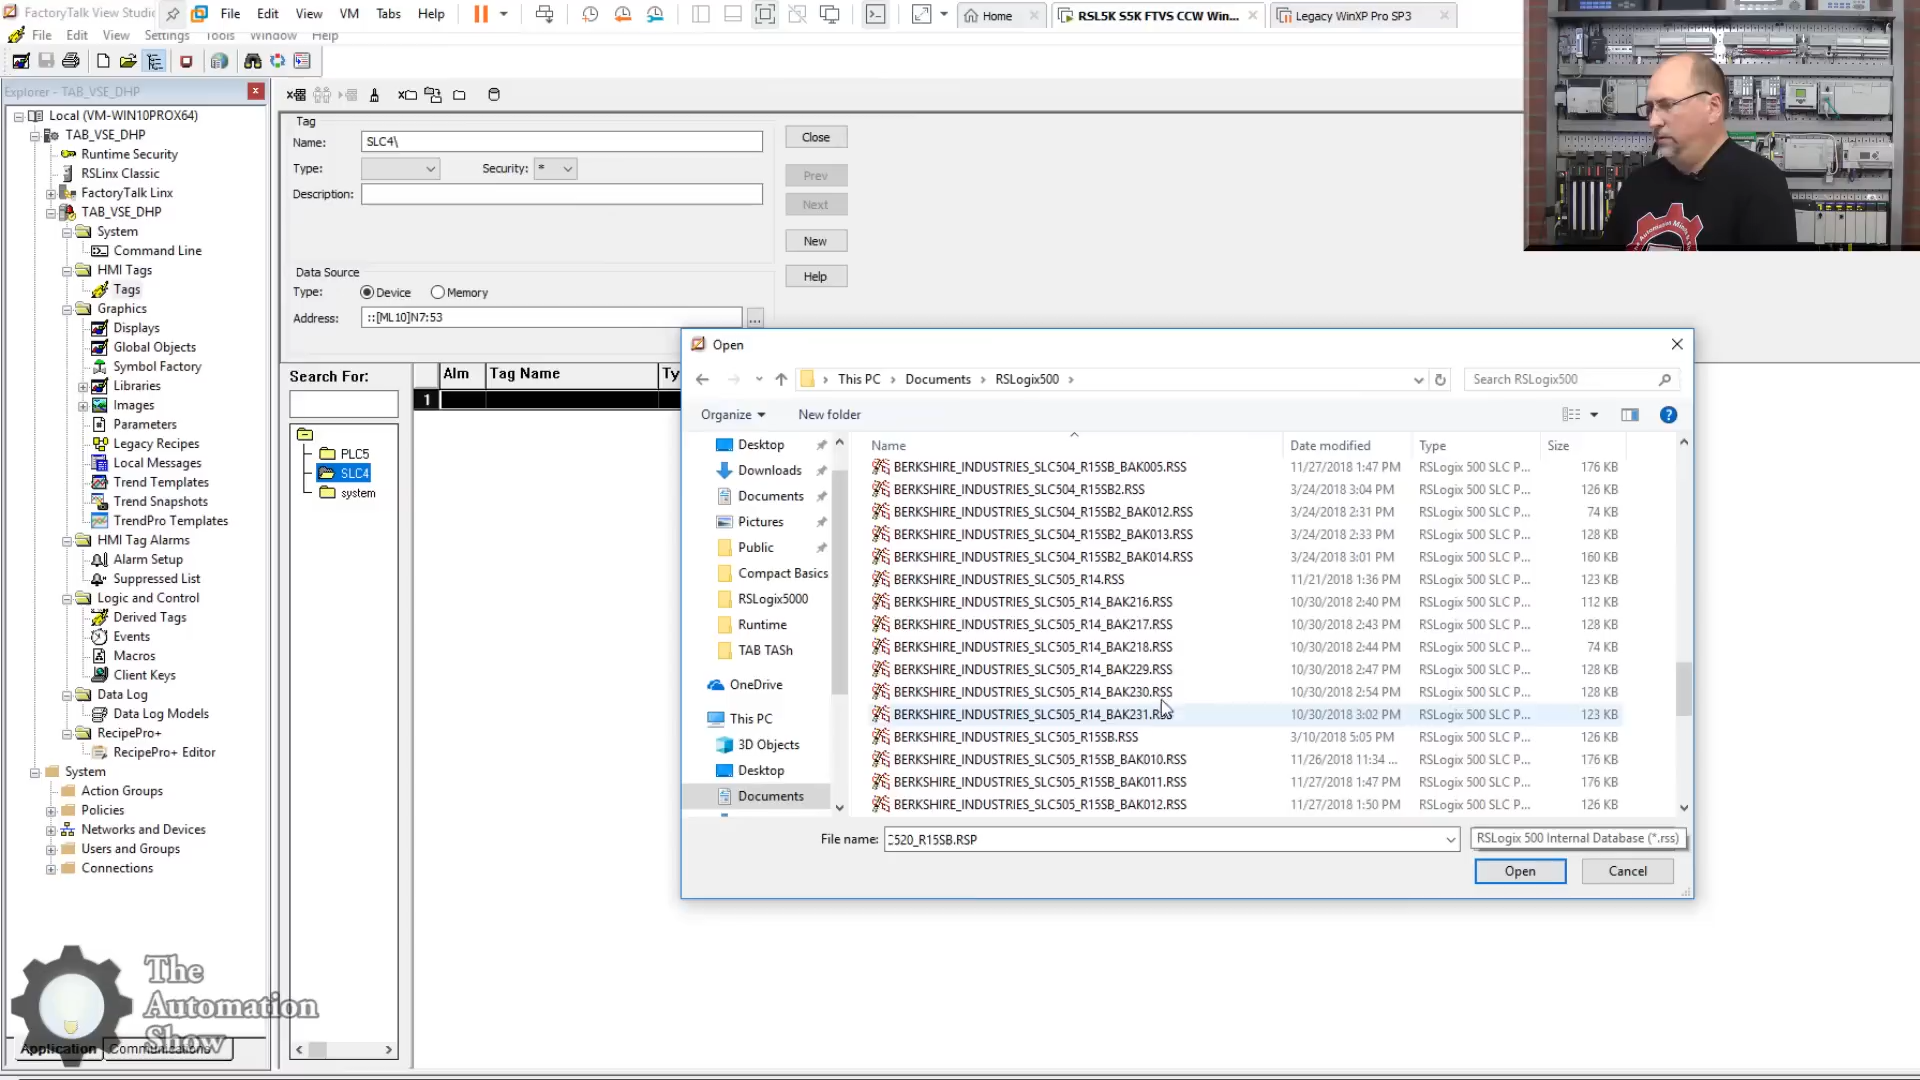 FactoryTalk View Studio
File Edit View VM Tabs Help
Home
RSL5K S5K FTVS CCW Win...
Legacy WinXP Pro SP3
File Edit View Settings Tools Window Help
Explorer - TAB_VSE_DHP
Local (VM-WIN10PROX64)
TAB_VSE_DHP
Runtime Security
RSLinx Classic
FactoryTalk Linx
TAB_VSE_DHP
System
Command Line
HMI Tags
Tags
Graphics
Displays
Global Objects
Symbol Factory
Libraries
Images
Parameters
Legacy Recipes
Local Messages
Trend Templates
Trend Snapshots
TrendPro Templates
HMI Tag Alarms
Alarm Setup
Suppressed List
Logic and Control
Derived Tags
Events
Macros
Client Keys
Data Log
Data Log Models
RecipePro+
RecipePro+ Editor
System
Action Groups
Policies
Networks and Devices
Users and Groups
Connections
Application Communications
The
Automation
Show
Tag
Name: SLC4\
Type: Security: *
Description:
Close
Prev
Next
New
Help
Data Source
Type: Device Memory
Address: ::[ML10]N7:53 ...
Search For:
PLC5
SLC4
system
Alm Tag Name Ty
1
Open
This PC > Documents > RSLogix500 >
Search RSLogix500
Organize New folder
Desktop
Downloads
Documents
Pictures
Public
Compact Basics
RSLogix5000
Runtime
TAB TASh
OneDrive
This PC
3D Objects
Desktop
Documents
Name Date modified Type Size
BERKSHIRE_INDUSTRIES_SLC504_R15SB_BAK005.RSS 11/27/2018 1:47 PM RSLogix 500 SLC P... 176 KB
BERKSHIRE_INDUSTRIES_SLC504_R15SB2.RSS 3/24/2018 3:04 PM RSLogix 500 SLC P... 126 KB
BERKSHIRE_INDUSTRIES_SLC504_R15SB2_BAK012.RSS 3/24/2018 2:31 PM RSLogix 500 SLC P... 74 KB
BERKSHIRE_INDUSTRIES_SLC504_R15SB2_BAK013.RSS 3/24/2018 2:33 PM RSLogix 500 SLC P... 128 KB
BERKSHIRE_INDUSTRIES_SLC504_R15SB2_BAK014.RSS 3/24/2018 3:01 PM RSLogix 500 SLC P... 160 KB
BERKSHIRE_INDUSTRIES_SLC505_R14.RSS 11/21/2018 1:36 PM RSLogix 500 SLC P... 123 KB
BERKSHIRE_INDUSTRIES_SLC505_R14_BAK216.RSS 10/30/2018 2:40 PM RSLogix 500 SLC P... 112 KB
BERKSHIRE_INDUSTRIES_SLC505_R14_BAK217.RSS 10/30/2018 2:43 PM RSLogix 500 SLC P... 128 KB
BERKSHIRE_INDUSTRIES_SLC505_R14_BAK218.RSS 10/30/2018 2:44 PM RSLogix 500 SLC P... 74 KB
BERKSHIRE_INDUSTRIES_SLC505_R14_BAK229.RSS 10/30/2018 2:47 PM RSLogix 500 SLC P... 128 KB
BERKSHIRE_INDUSTRIES_SLC505_R14_BAK230.RSS 10/30/2018 2:54 PM RSLogix 500 SLC P... 128 KB
BERKSHIRE_INDUSTRIES_SLC505_R14_BAK231.RSS 10/30/2018 3:02 PM RSLogix 500 SLC P... 123 KB
BERKSHIRE_INDUSTRIES_SLC505_R15SB.RSS 3/10/2018 5:05 PM RSLogix 500 SLC P... 126 KB
BERKSHIRE_INDUSTRIES_SLC505_R15SB_BAK010.RSS 11/26/2018 11:34 ... RSLogix 500 SLC P... 176 KB
BERKSHIRE_INDUSTRIES_SLC505_R15SB_BAK011.RSS 11/27/2018 1:47 PM RSLogix 500 SLC P... 176 KB
BERKSHIRE_INDUSTRIES_SLC505_R15SB_BAK012.RSS 11/27/2018 1:50 PM RSLogix 500 SLC P... 126 KB
File name: C520_R15SB.RSP
RSLogix 500 Internal Database (*.rss)
Open Cancel